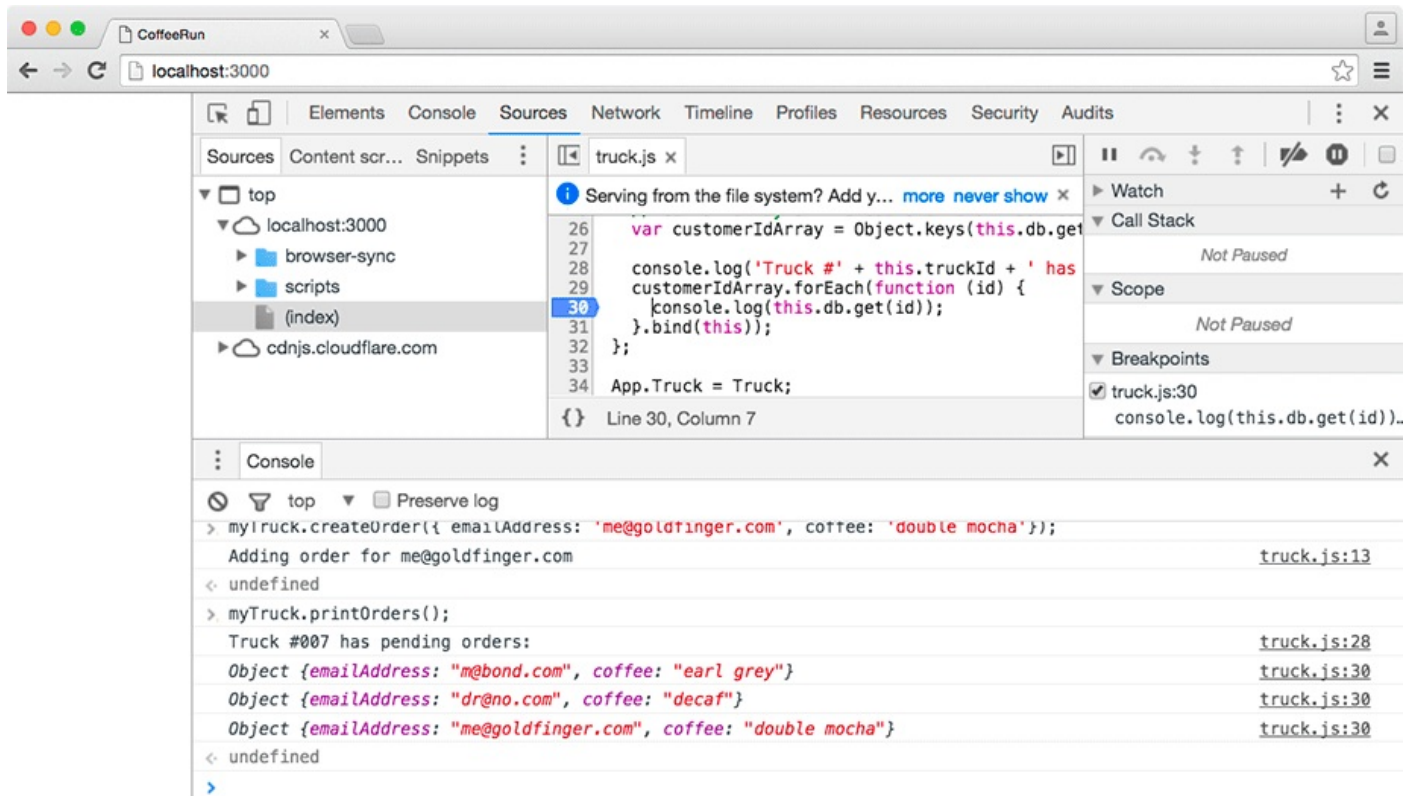 CoffeeRun
localhost:3000
Elements Console Sources Network Timeline Profiles Resources Security Audits
Sources Content scr... Snippets
truck.js
top
localhost:3000
browser-sync
scripts
(index)
cdnjs.cloudflare.com
Serving from the file system? Add y... more never show
26 var customerIdArray = Object.keys(this.db.get
27
28 console.log('Truck #' + this.truckId + ' has
29 customerIdArray.forEach(function (id) {
30 console.log(this.db.get(id));
31 }.bind(this));
32 };
33
34 App.Truck = Truck;
{} Line 30, Column 7
Watch
Call Stack
Not Paused
Scope
Not Paused
Breakpoints
truck.js:30
console.log(this.db.get(id))…
Console
top Preserve log
> myTruck.createOrder({ emailAddress: 'me@goldfinger.com', coffee: 'double mocha'});
Adding order for me@goldfinger.com truck.js:13
undefined
> myTruck.printOrders();
Truck #007 has pending orders: truck.js:28
Object {emailAddress: "m@bond.com", coffee: "earl grey"} truck.js:30
Object {emailAddress: "dr@no.com", coffee: "decaf"} truck.js:30
Object {emailAddress: "me@goldfinger.com", coffee: "double mocha"} truck.js:30
undefined
>